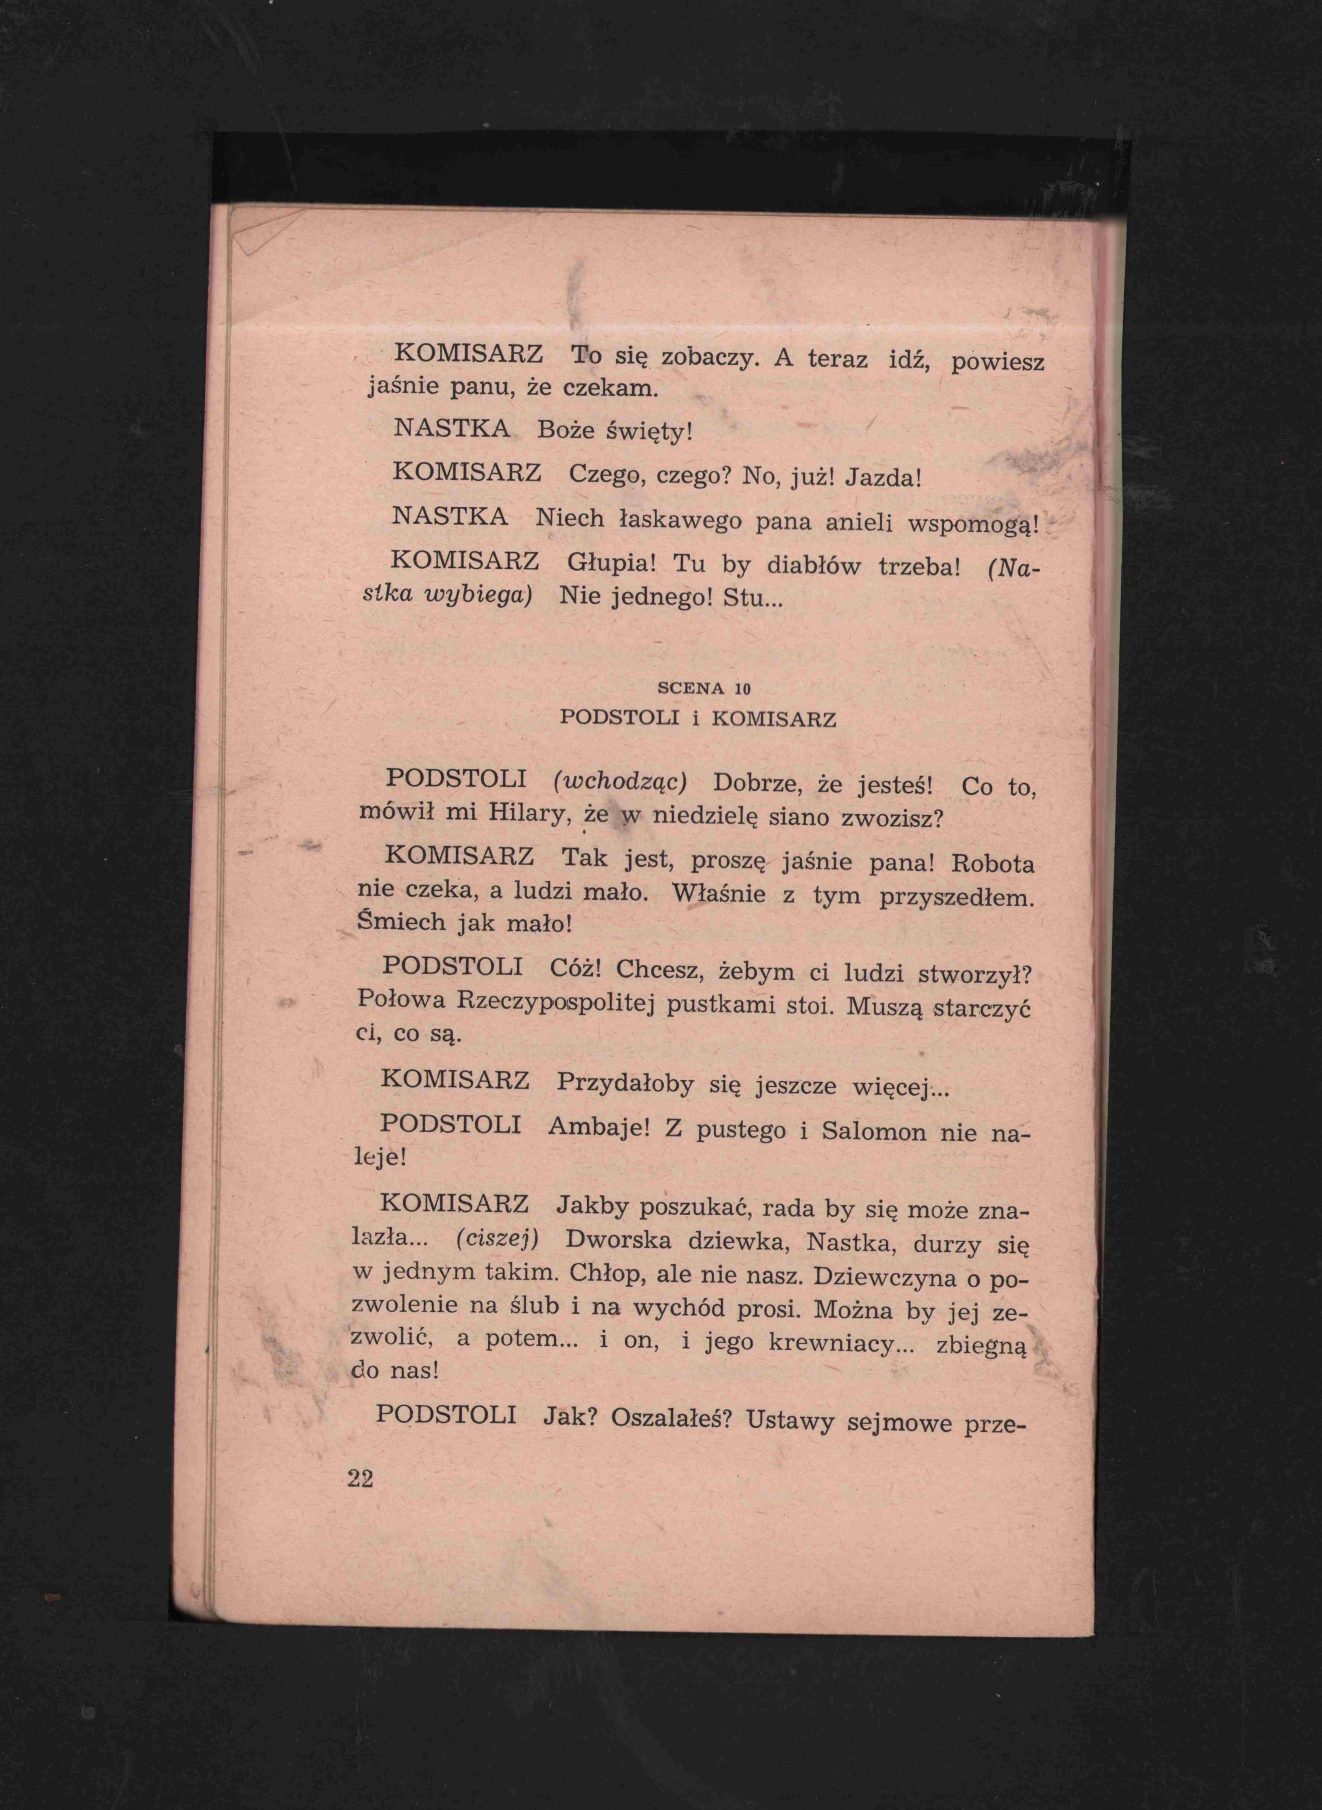 KOMISARZ To się zobaczy. A teraz idź, powiesz
jaśnie panu, że czekam.
NASTKA Boże święty!
KOMISARZ Czego, czego? No, już! Jazda!
NASTKA Niech łaskawego pana anieli wspomogą!
KOMISARZ Głupia! Tu by diabłów trzeba! (Na-
stka wybiega) Nie jednego! Stu...
SCENA 10
PODSTOLI i KOMISARZ
PODSTOLI (wchodząc) Dobrze, że jesteś! Co to,
mówił mi Hilary, że w niedzielę siano zwozisz?
KOMISARZ Tak jest, proszę jaśnie pana! Robota
nie czeka, a ludzi mało. Właśnie z tym przyszedłem.
Śmiech jak mało!
PODSTOLI Cóż! Chcesz, żebym ci ludzi stworzył?
Połowa Rzeczypospolitej pustkami stoi. Muszą starczyć
ci, co są.
KOMISARZ Przydałoby się jeszcze więcej...
PODSTOLI Ambaje! Z pustego i Salomon nie na-
leje!
KOMISARZ Jakby poszukać, rada by się może zna-
lazła... (ciszej) Dworska dziewka, Nastka, durzy się
w jednym takim. Chłop, ale nie nasz. Dziewczyna o po-
zwolenie na ślub i na wychód prosi. Można by jej ze-
zwolić, a potem... i on, i jego krewniacy... zbiegną
do nas!
PODSTOLI Jak? Oszalałeś? Ustawy sejmowe prze-
22